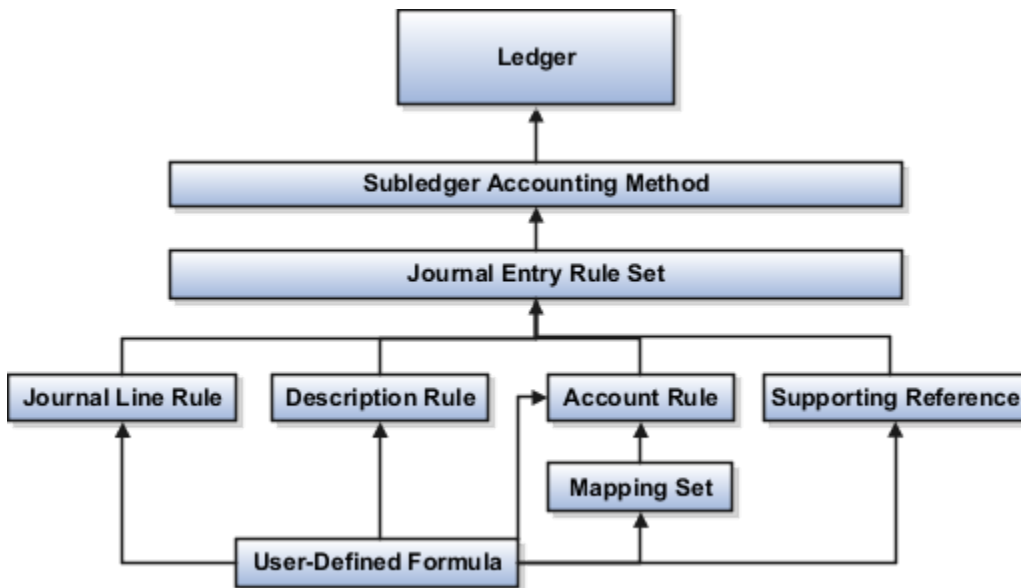 Ledger
Subledger Accounting Method
Journal Entry Rule Set
Journal Line Rule
Description Rule
Account Rule
Supporting Reference
Mapping Set
User-Defined Formula